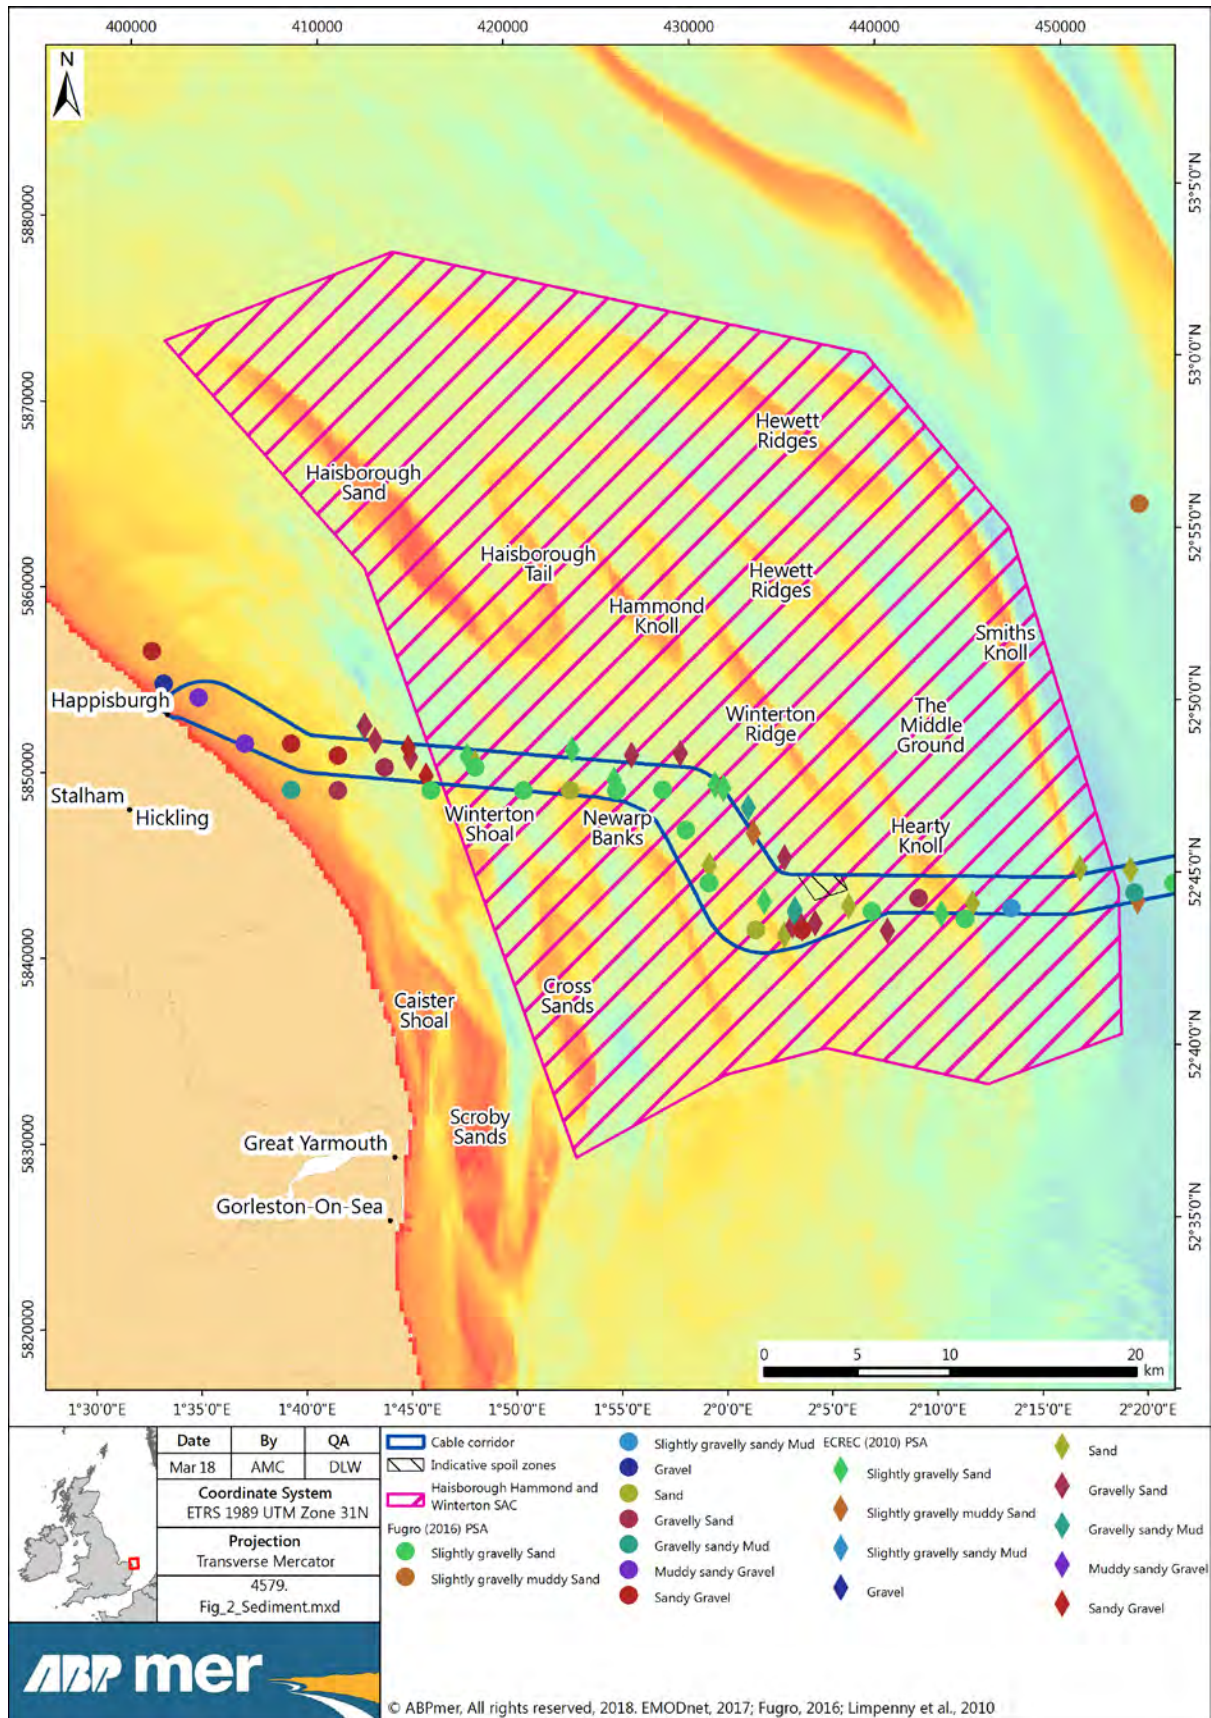 400000 410000 420000 430000 440000 450000
N
5880000
5870000
5860000
5850000
5840000
5830000
5820000
53°5'0"N
53°0'0"N
52°55'0"N
52°50'0"N
52°45'0"N
52°40'0"N
52°35'0"N
Hewett
Ridges
Haisborough
Sand
Haisborough
Tail
Hewett
Ridges
Hammond
Knoll
Smiths
Knoll
Happisburgh
Winterton
Ridge
The
Middle
Ground
Stalham
Hickling
Winterton
Shoal
Newarp
Banks
Hearty
Knoll
Caister
Shoal
Cross
Sands
Scroby
Sands
Great Yarmouth
Gorleston-On-Sea
0 5 10 20
km
1°30'0"E 1°35'0"E 1°40'0"E 1°45'0"E 1°50'0"E 1°55'0"E 2°0'0"E 2°5'0"E 2°10'0"E 2°15'0"E 2°20'0"E
Date By QA
Mar 18 AMC DLW
Coordinate System
ETRS 1989 UTM Zone 31N
Projection
Transverse Mercator
4579.
Fig_2_Sediment.mxd
ABP mer
Cable corridor
Indicative spoil zones
Haisborough Hammond and
Winterton SAC
Fugro (2016) PSA
Slightly gravelly Sand
Slightly gravelly muddy Sand
Slightly gravelly sandy Mud
Gravel
Sand
Gravelly Sand
Gravelly sandy Mud
Muddy sandy Gravel
Sandy Gravel
ECREC (2010) PSA
Slightly gravelly Sand
Slightly gravelly muddy Sand
Slightly gravelly sandy Mud
Gravel
Sand
Gravelly Sand
Gravelly sandy Mud
Muddy sandy Gravel
Sandy Gravel
© ABPmer, All rights reserved, 2018. EMODnet, 2017; Fugro, 2016; Limpenny et al., 2010